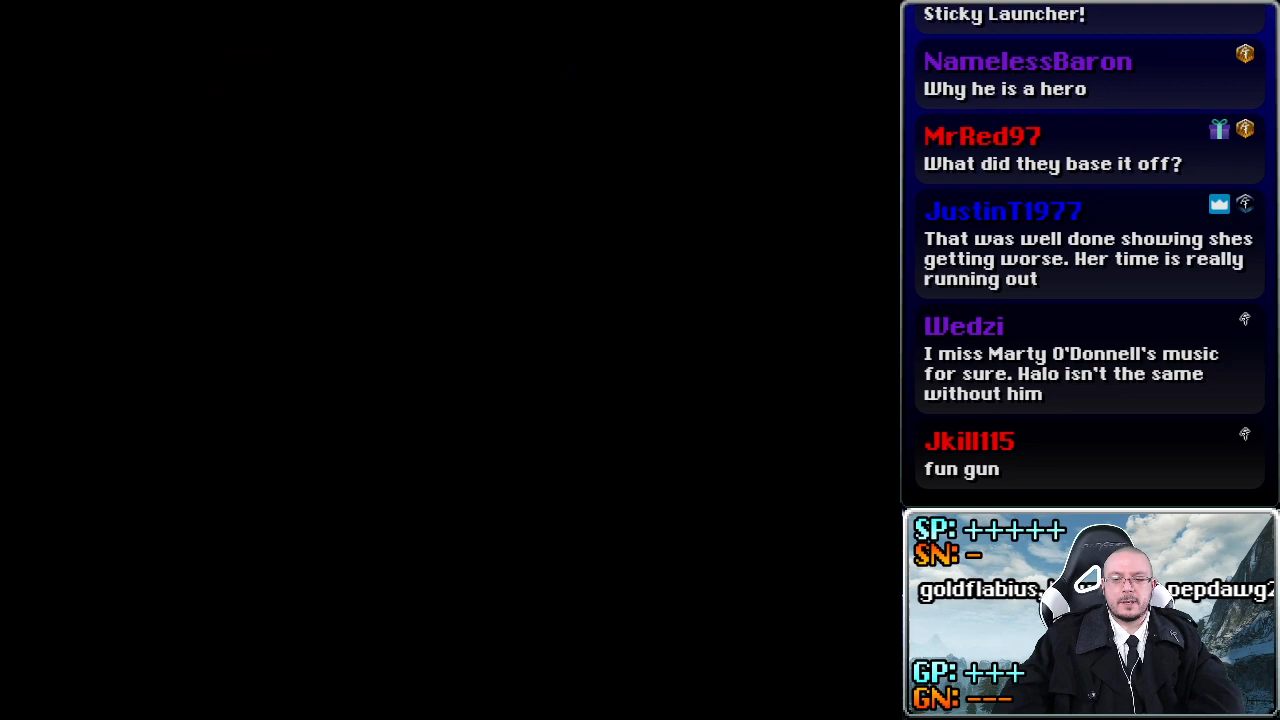 Sticky Launcher!
NamelessBaron
Why he is a hero
MrRed97
What did they base it off?
JustinT1977
That was well done showing shes
getting worse. Her time is really
running out
Wedzi
I miss Marty O'Donnell's music
for sure. Halo isn't the same
without him
Jkill115
fun gun
SP: +++++
SN: -
goldflabius,
GP: +++
GN: ---